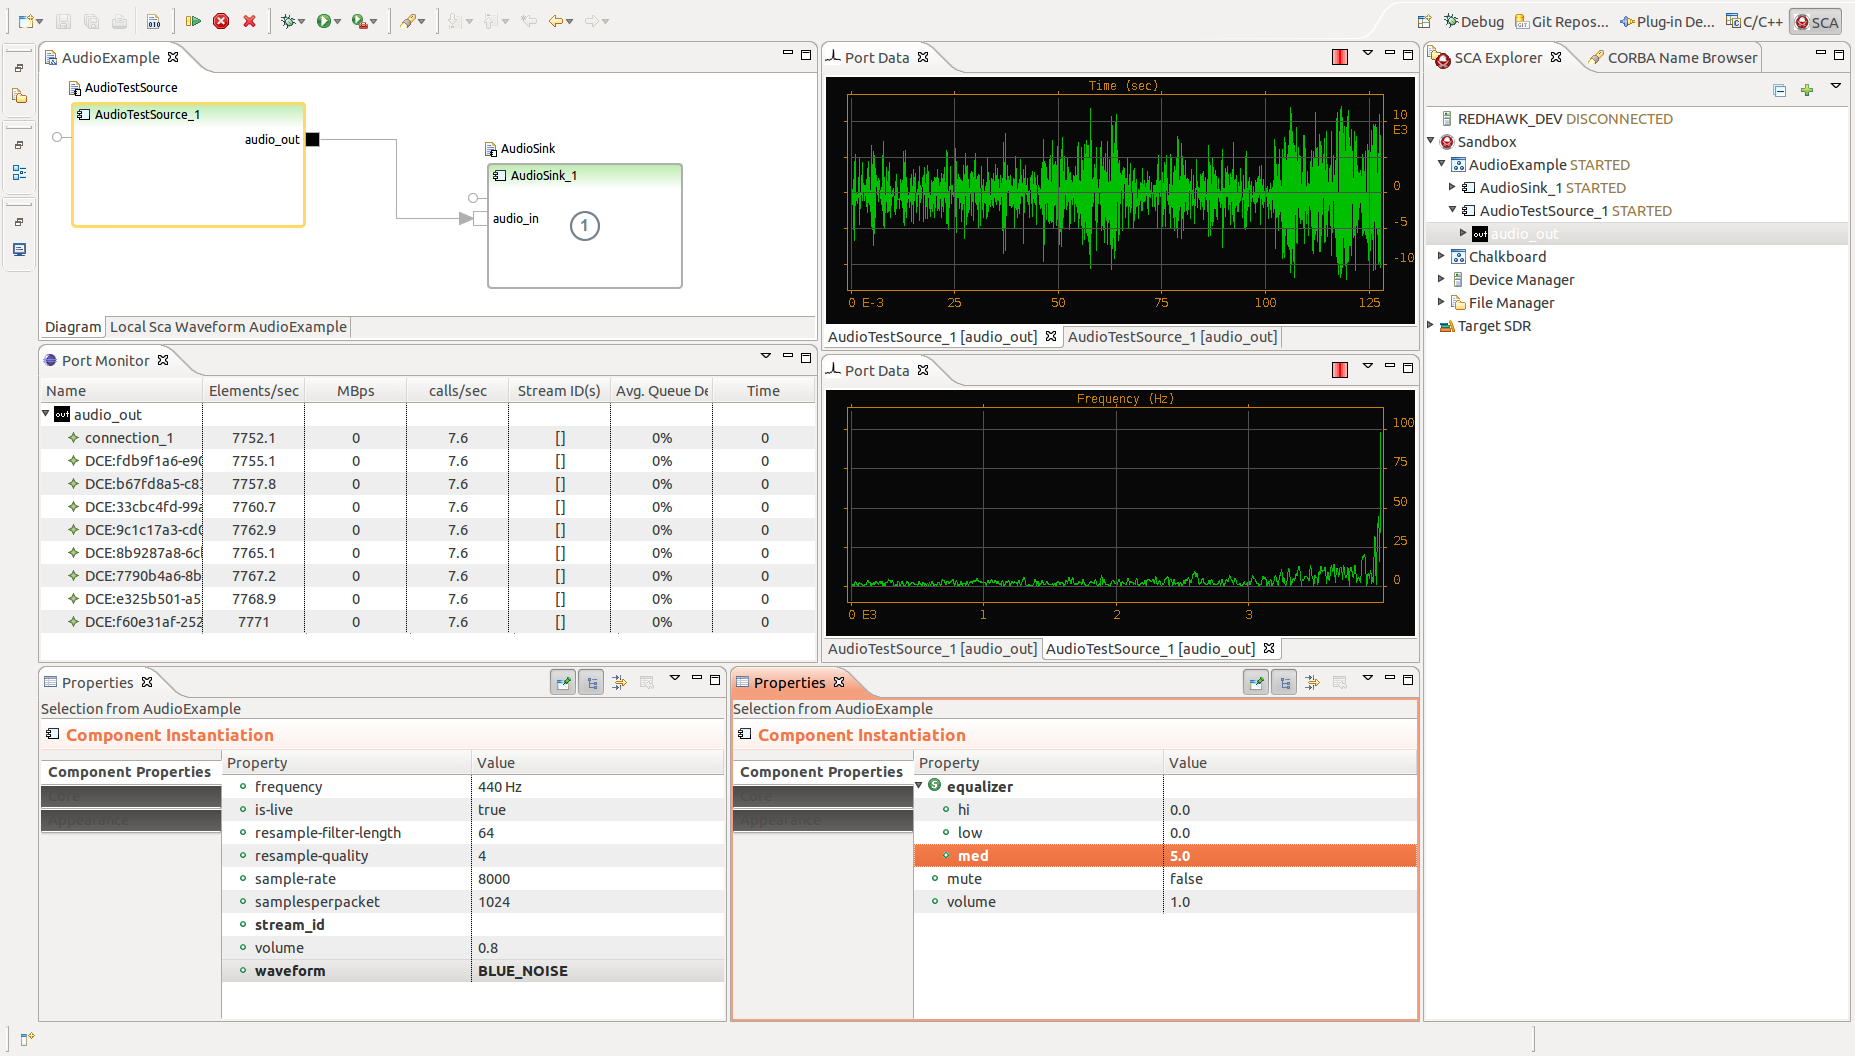 Debug
Git Repos...
Plug-in De...
C/C++
SCA
AudioExample
AudioTestSource
AudioTestSource_1
audio_out
AudioSink
AudioSink_1
audio_in
1
Diagram
Local Sca Waveform AudioExample
Port Data
Time (sec)
10
E3
0
-5
-10
0 E-3 25 50 75 100 125
AudioTestSource_1 [audio_out]
AudioTestSource_1 [audio_out]
SCA Explorer
CORBA Name Browser
REDHAWK_DEV DISCONNECTED
Sandbox
AudioExample STARTED
AudioSink_1 STARTED
AudioTestSource_1 STARTED
out audio_out
Chalkboard
Device Manager
File Manager
Target SDR
Port Monitor
Name Elements/sec MBps calls/sec Stream ID(s) Avg. Queue De Time
out audio_out
connection_1 7752.1 0 7.6 [] 0% 0
DCE:fdb9f1a6-e90 7755.1 0 7.6 [] 0% 0
DCE:b67fd8a5-c83 7757.8 0 7.6 [] 0% 0
DCE:33cbc4fd-99a 7760.7 0 7.6 [] 0% 0
DCE:9c1c17a3-cd0 7762.9 0 7.6 [] 0% 0
DCE:8b9287a8-6c 7765.1 0 7.6 [] 0% 0
DCE:7790b4a6-8b 7767.2 0 7.6 [] 0% 0
DCE:e325b501-a5 7768.9 0 7.6 [] 0% 0
DCE:f60e31af-252 7771 0 7.6 [] 0% 0
Port Data
Frequency (Hz)
100
75
50
25
0
0 E3 1 2 3
AudioTestSource_1 [audio_out]
AudioTestSource_1 [audio_out]
Properties
Selection from AudioExample
Component Instantiation
Component Properties
Core
Appearance
Property Value
frequency 440 Hz
is-live true
resample-filter-length 64
resample-quality 4
sample-rate 8000
samplesperpacket 1024
stream_id
volume 0.8
waveform BLUE_NOISE
Properties
Selection from AudioExample
Component Instantiation
Component Properties
Core
Appearance
Property Value
equalizer
hi 0.0
low 0.0
med 5.0
mute false
volume 1.0